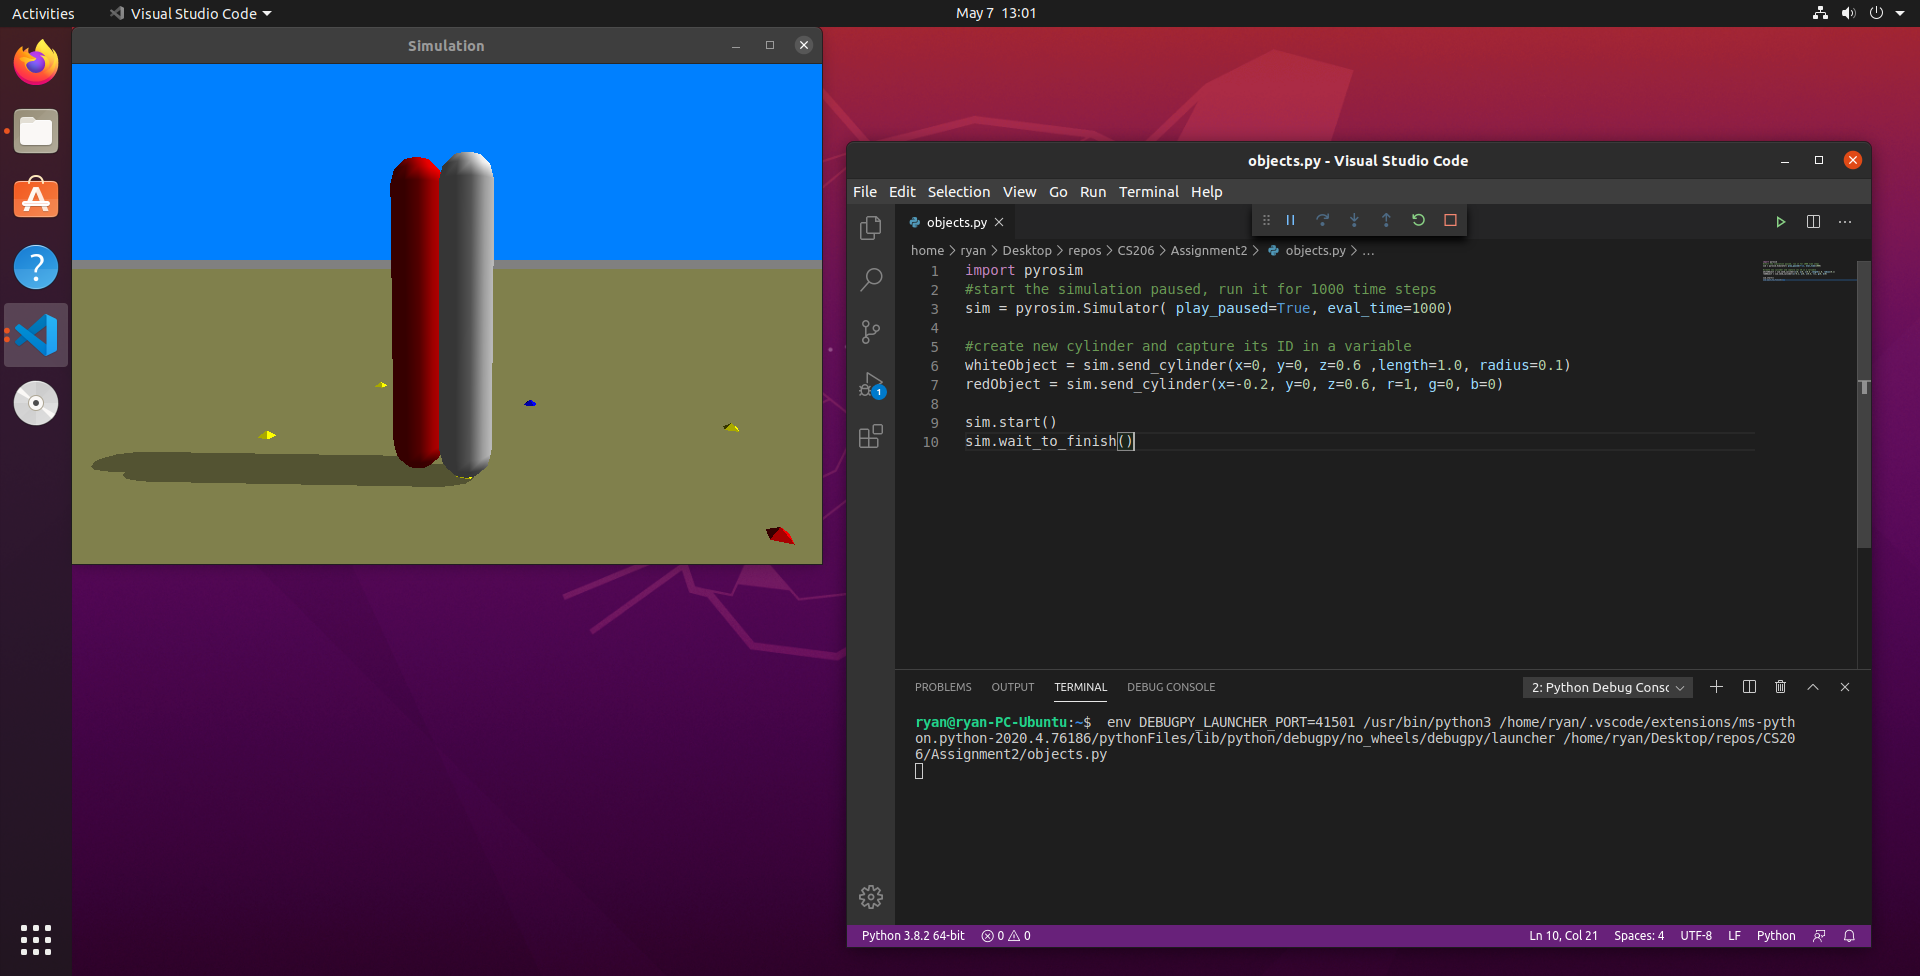 Activities
Visual Studio Code
May 7 13:01
Simulation
objects.py - Visual Studio Code
File Edit Selection View Go Run Terminal Help
objects.py
home ryan Desktop repos CS206 Assignment2 objects.py ...
1 import pyrosim
2 #start the simulation paused, run it for 1000 time steps
3 sim = pyrosim.Simulator( play_paused=True, eval_time=1000)
4
5 #create new cylinder and capture its ID in a variable
6 whiteObject = sim.send_cylinder(x=0, y=0, z=0.6 ,length=1.0, radius=0.1)
7 redObject = sim.send_cylinder(x=-0.2, y=0, z=0.6, r=1, g=0, b=0)
8
9 sim.start()
10 sim.wait_to_finish()
1
PROBLEMS OUTPUT TERMINAL DEBUG CONSOLE
2: Python Debug Consc
ryan@ryan-PC-Ubuntu:~$ env DEBUGPY_LAUNCHER_PORT=41501 /usr/bin/python3 /home/ryan/.vscode/extensions/ms-pyth
on.python-2020.4.76186/pythonFiles/lib/python/debugpy/no_wheels/debugpy/launcher /home/ryan/Desktop/repos/CS20
6/Assignment2/objects.py
Python 3.8.2 64-bit 0 0
Ln 10, Col 21 Spaces: 4 UTF-8 LF Python